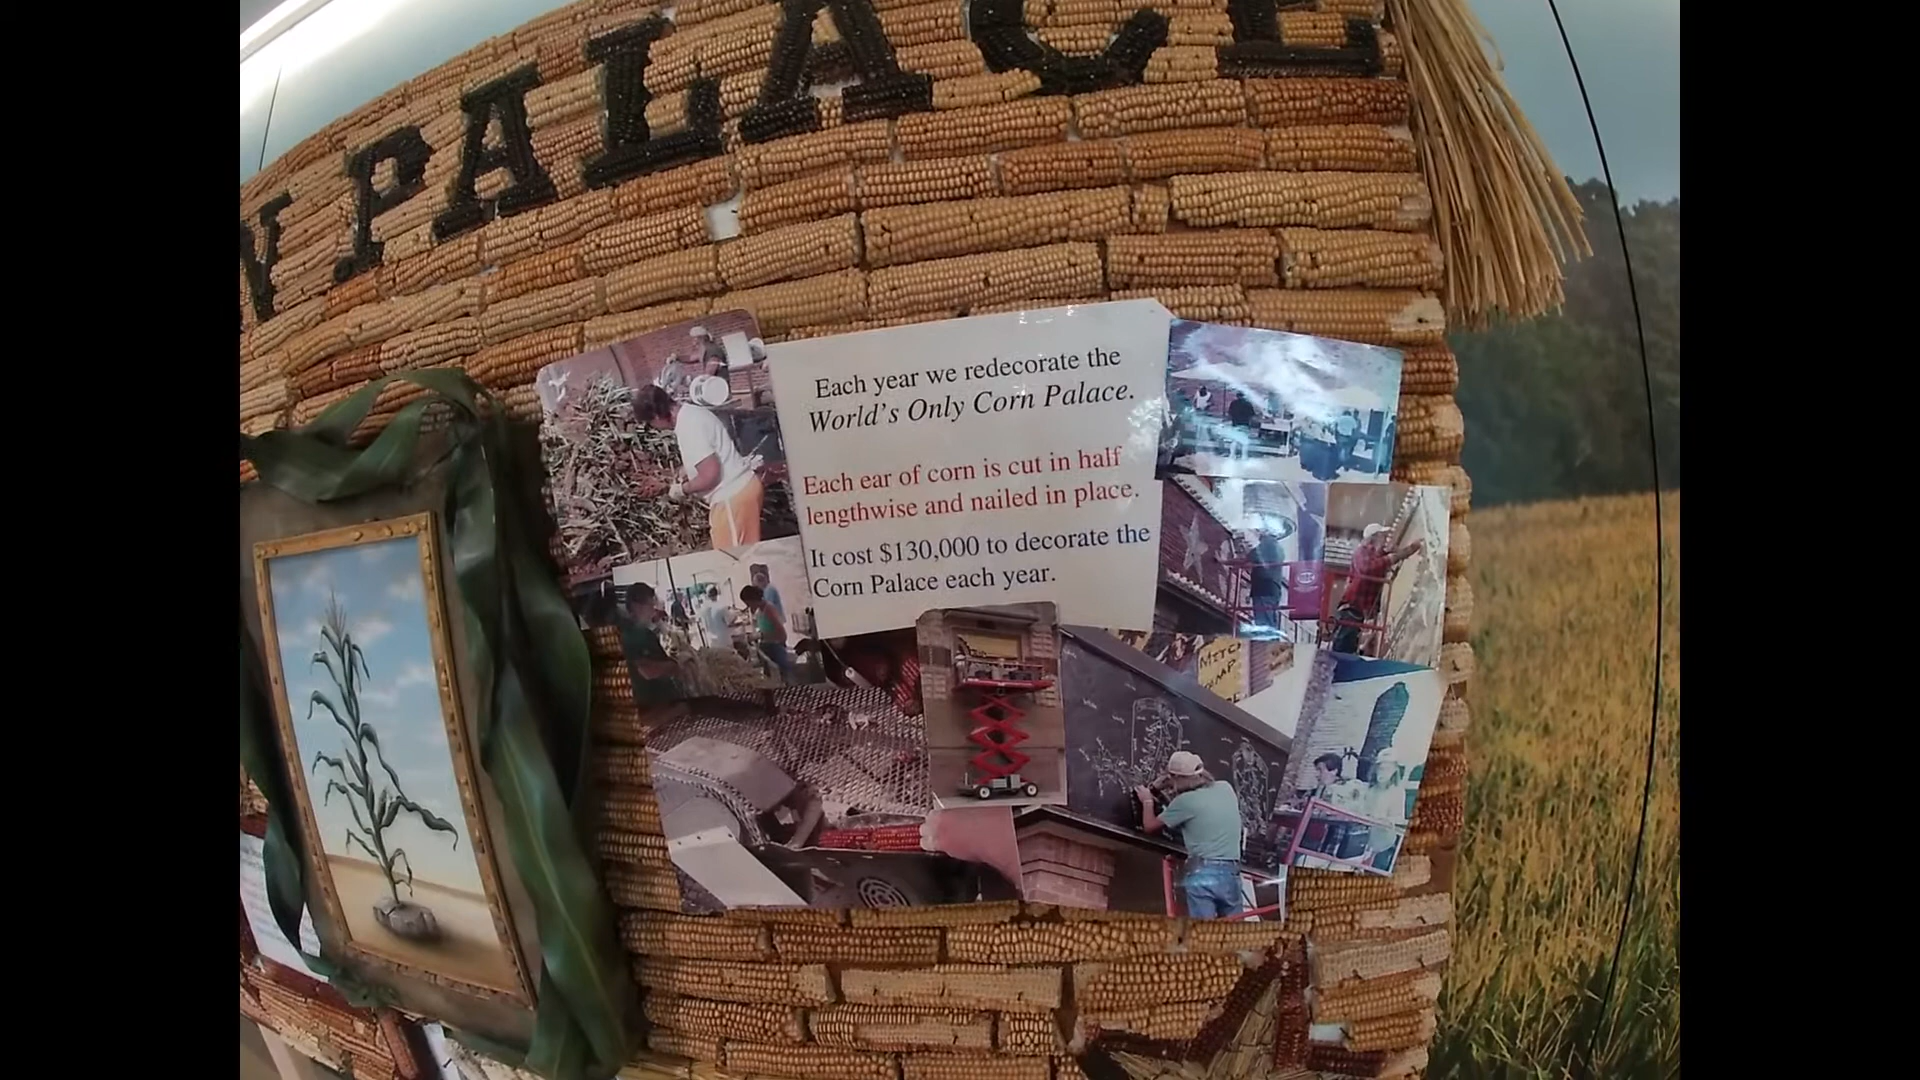 N PALACE
Each year we redecorate the
World's Only Corn Palace.
Each ear of corn is cut in half
lengthwise and nailed in place.
It cost $130,000 to decorate the
Corn Palace each year.